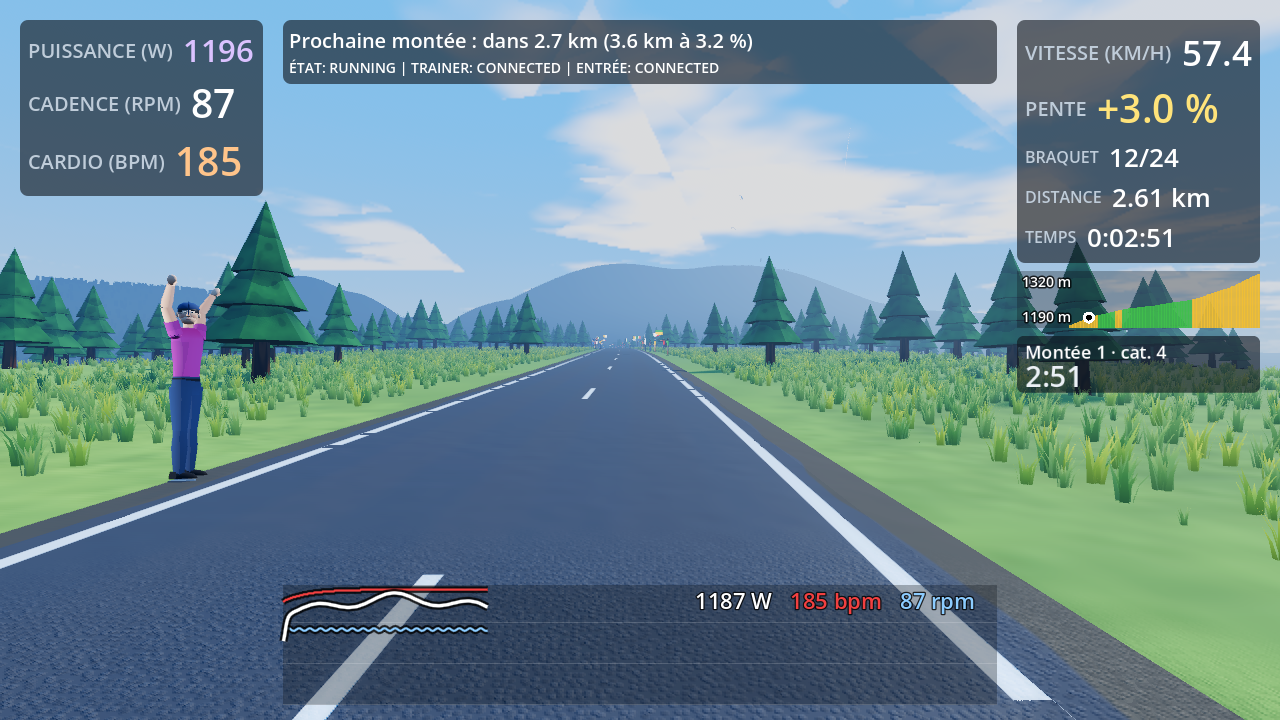 PUISSANCE (W) 1196
CADENCE (RPM) 87
CARDIO (BPM) 185
Prochaine montée : dans 2.7 km (3.6 km à 3.2 %)
ÉTAT: RUNNING | TRAINER: CONNECTED | ENTRÉE: CONNECTED
VITESSE (KM/H) 57.4
PENTE +3.0 %
BRAQUET 12/24
DISTANCE 2.61 km
TEMPS 0:02:51
1320 m
1190 m
Montée 1 · cat. 4
2:51
1187 W 185 bpm 87 rpm